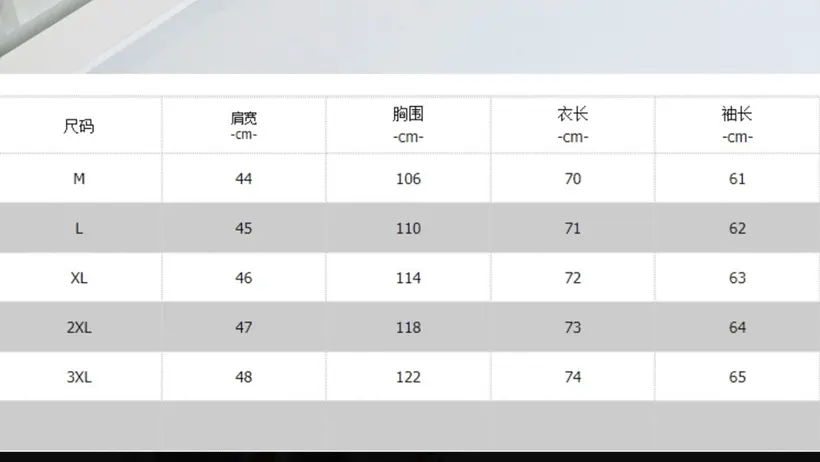 尺码 肩宽 胸围 衣长 袖长
-cm- -cm- -cm- -cm-
M 44 106 70 61
L 45 110 71 62
XL 46 114 72 63
2XL 47 118 73 64
3XL 48 122 74 65